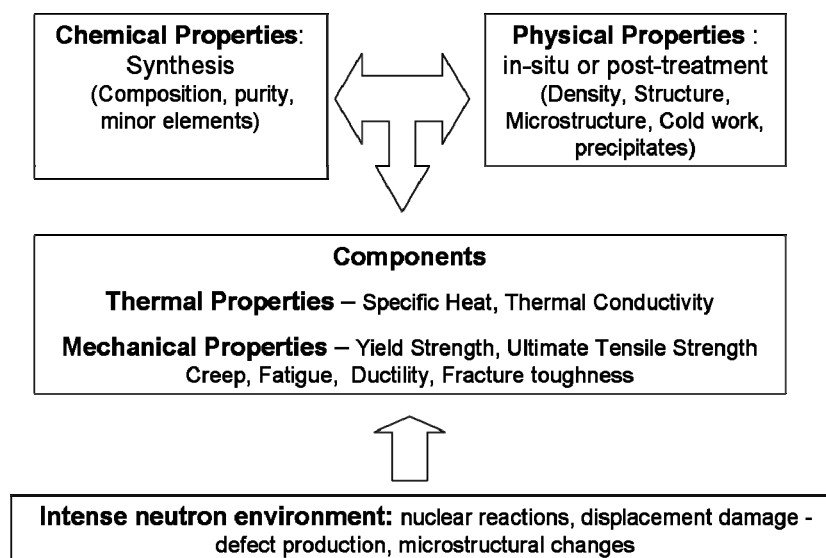 Chemical Properties:
Synthesis
(Composition, purity,
minor elements)
Physical Properties :
in-situ or post-treatment
(Density, Structure,
Microstructure, Cold work,
precipitates)
Components
Thermal Properties – Specific Heat, Thermal Conductivity
Mechanical Properties – Yield Strength, Ultimate Tensile Strength
Creep, Fatigue, Ductility, Fracture toughness
Intense neutron environment: nuclear reactions, displacement damage -
defect production, microstructural changes